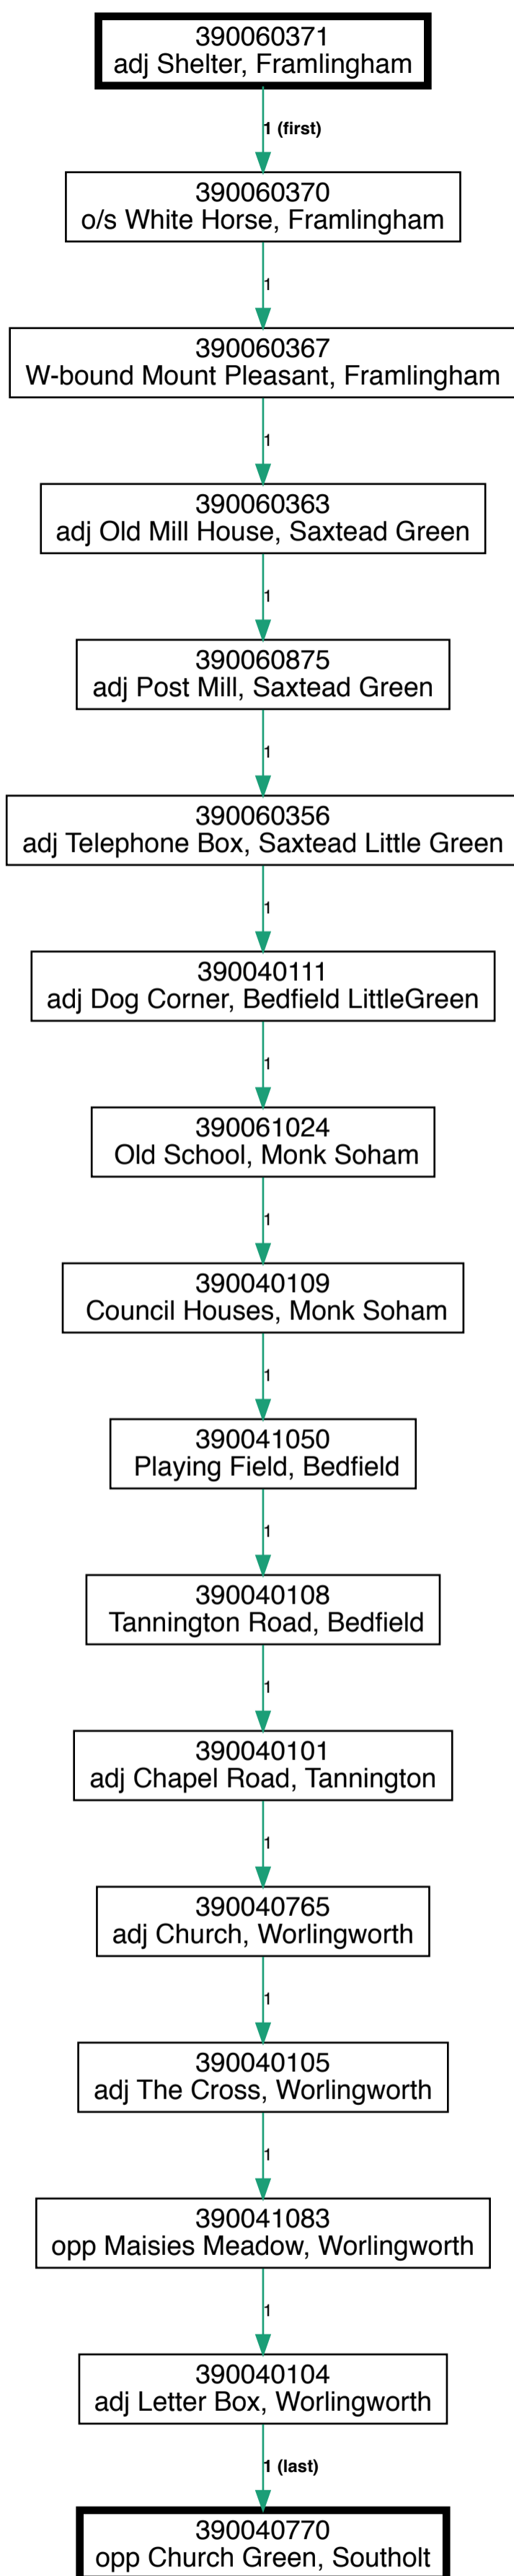 390060371
adj Shelter, Framlingham
1 (first)
390060370
o/s White Horse, Framlingham
1
390060367
W-bound Mount Pleasant, Framlingham
1
390060363
adj Old Mill House, Saxtead Green
1
390060875
adj Post Mill, Saxtead Green
1
390060356
adj Telephone Box, Saxtead Little Green
1
390040111
adj Dog Corner, Bedfield LittleGreen
1
390061024
Old School, Monk Soham
1
390040109
Council Houses, Monk Soham
1
390041050
Playing Field, Bedfield
1
390040108
Tannington Road, Bedfield
1
390040101
adj Chapel Road, Tannington
1
390040765
adj Church, Worlingworth
1
390040105
adj The Cross, Worlingworth
1
390041083
opp Maisies Meadow, Worlingworth
1
390040104
adj Letter Box, Worlingworth
1 (last)
390040770
opp Church Green, Southolt